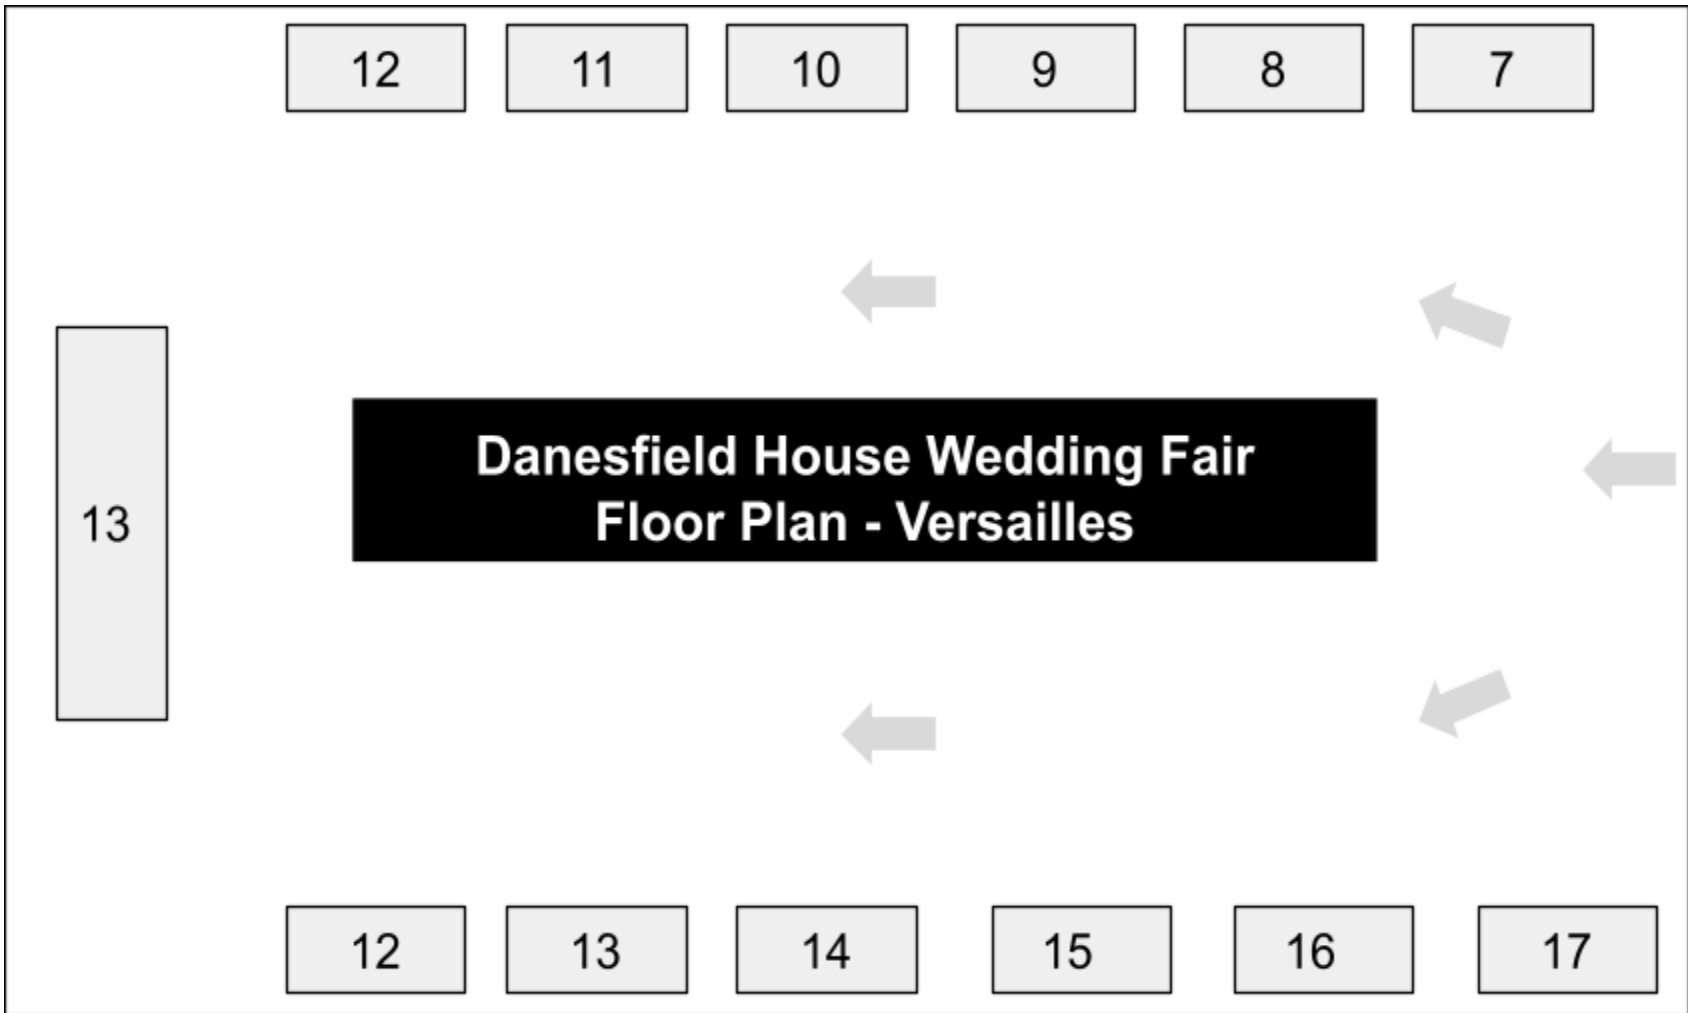 12 11 10 9 8 7
Danesfield House Wedding Fair
Floor Plan - Versailles
13
12 13 14 15 16 17